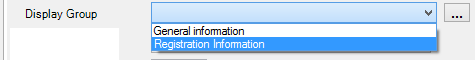 Display Group
...
General information
Registration Information